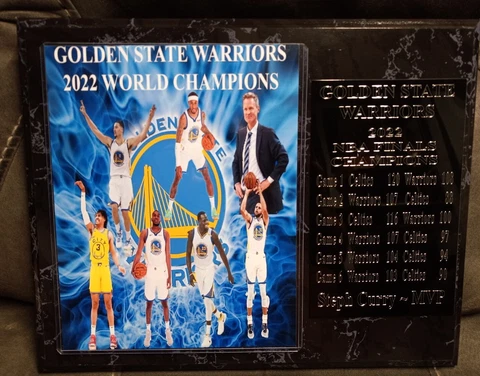 GOLDEN STATE WARRIORS
2022 WORLD CHAMPIONS
GOLDEN STATE
WARRIORS
2022
NBA FINALS
CHAMPIONS
Game 1 Celtics 120 Warriors 108
Game 2 Warriors 107 Celtics 88
Game 3 Celtics 116 Warriors 100
Game 4 Warriors 107 Celtics 97
Game 5 Warriors 104 Celtics 94
Game 6 Warriors 103 Celtics 90
Steph Curry ~ MVP